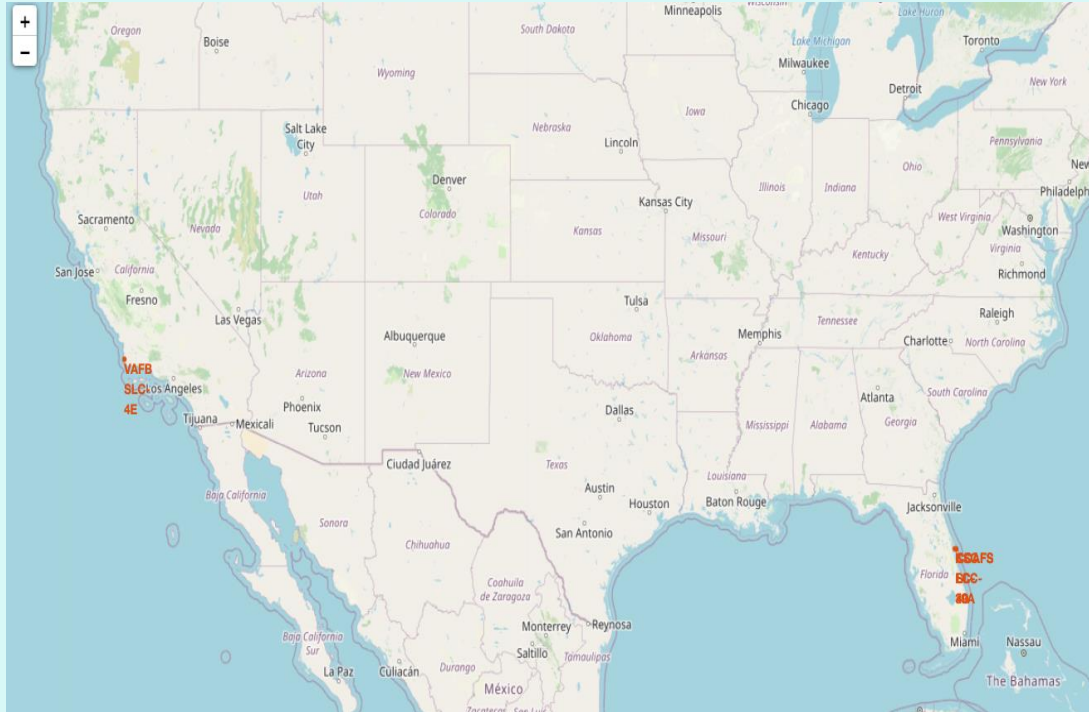 +
−
Oregon
Boise
Wyoming
South Dakota
Minneapolis
Wisconsin
Lake Michigan
Milwaukee
Lake Huron
Toronto
Detroit
New York
Chicago
Iowa
Nebraska
Lincoln
Salt Lake
City
Utah
Nevada
Denver
Colorado
Kansas
Kansas City
Missouri
Illinois
Indiana
Ohio
Pennsylvania
New
Philadelph
West Virginia
Washington
Virginia
Richmond
Kentucky
Sacramento
San Jose
California
Fresno
Las Vegas
Albuquerque
New Mexico
Arizona
Phoenix
Tucson
Tulsa
Oklahoma
Arkansas
Memphis
Tennessee
Charlotte
Raleigh
North Carolina
South Carolina
Atlanta
Georgia
Alabama
Mississippi
VAFB
SLC-
4E
Los Angeles
Tijuana
Mexicali
Dallas
Texas
Ciudad Juárez
Austin
Houston
San Antonio
Louisiana
Baton Rouge
Jacksonville
Florida
Miami
Nassau
The Bahamas
Baja California
Sonora
Chihuahua
Coahuila
de Zaragoza
Monterrey
Reynosa
Saltillo
Tamaulipas
Baja California
Sur
La Paz
Culiacán
Durango
México
Zacatecas